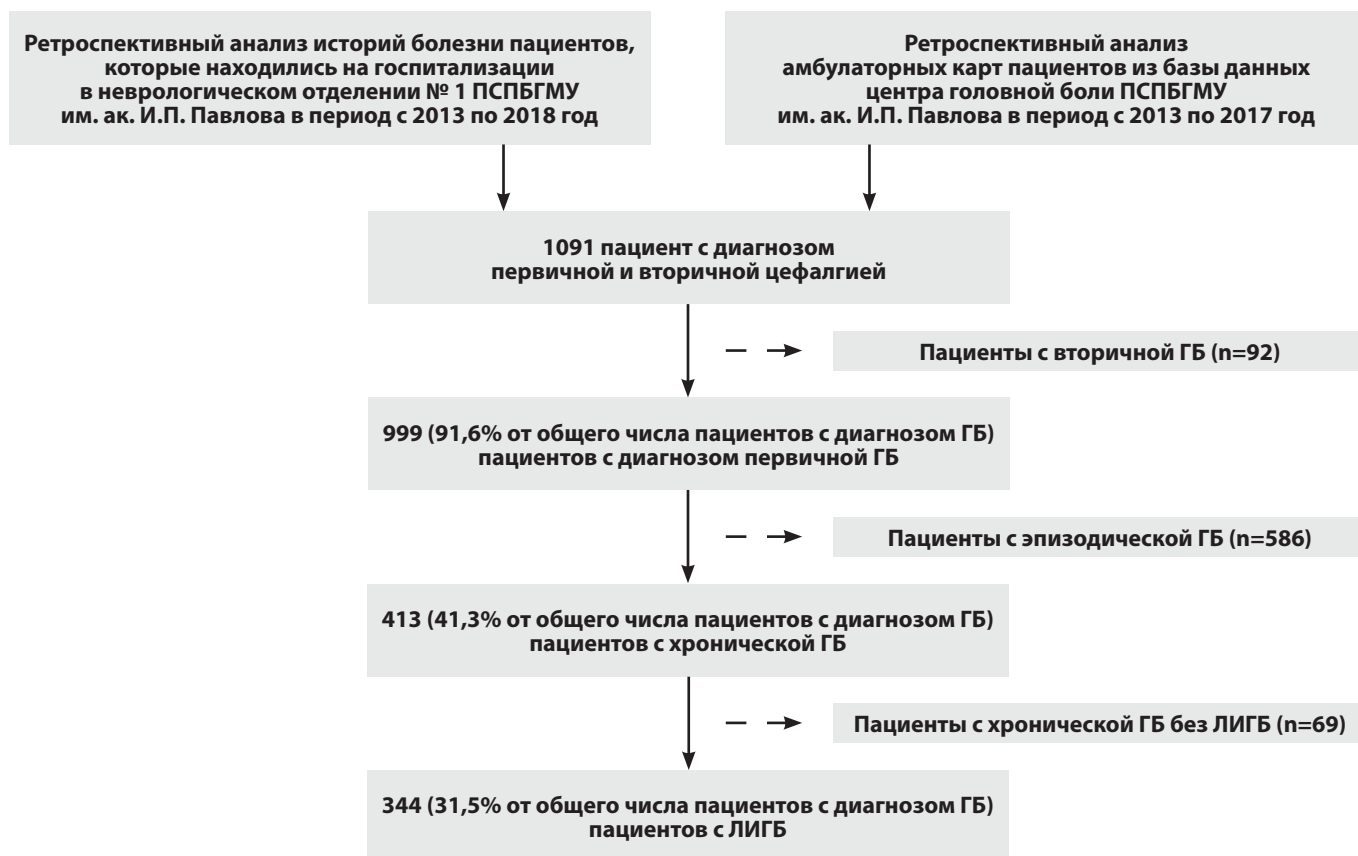 Ретроспективный анализ историй болезни пациентов,
которые находились на госпитализации
в неврологическом отделении № 1 ПСПБГМУ
им. ак. И.П. Павлова в период с 2013 по 2018 год
Ретроспективный анализ
амбулаторных карт пациентов из базы данных
центра головной боли ПСПБГМУ
им. ак. И.П. Павлова в период с 2013 по 2017 год
1091 пациент с диагнозом
первичной и вторичной цефалгией
Пациенты с вторичной ГБ (n=92)
999 (91,6% от общего числа пациентов с диагнозом ГБ)
пациентов с диагнозом первичной ГБ
Пациенты с эпизодической ГБ (n=586)
413 (41,3% от общего числа пациентов с диагнозом ГБ)
пациентов с хронической ГБ
Пациенты с хронической ГБ без ЛИГБ (n=69)
344 (31,5% от общего числа пациентов с диагнозом ГБ)
пациентов с ЛИГБ